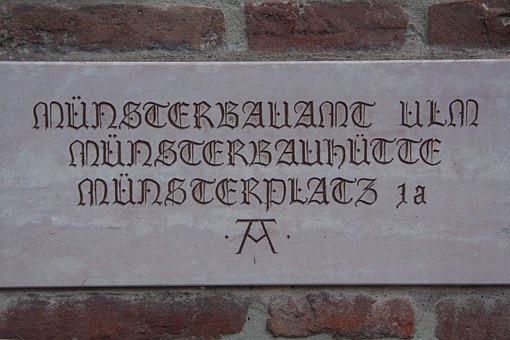 MÜNSTERBAUAMT ULM
MÜNSTERBAUHÜTTE
MÜNSTERPLATZ 1a
· A ·